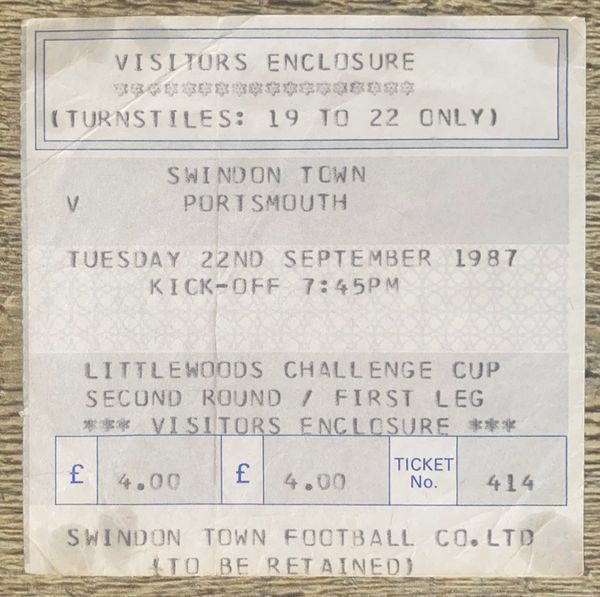 VISITORS ENCLOSURE
******************
(TURNSTILES: 19 TO 22 ONLY)
SWINDON TOWN
V PORTSMOUTH
TUESDAY 22ND SEPTEMBER 1987
KICK-OFF 7:45PM
LITTLEWOODS CHALLENGE CUP
SECOND ROUND / FIRST LEG
*** VISITORS ENCLOSURE ***
£ 4.00 £ 4.00 TICKET No. 414
SWINDON TOWN FOOTBALL CO.LTD
(TO BE RETAINED)